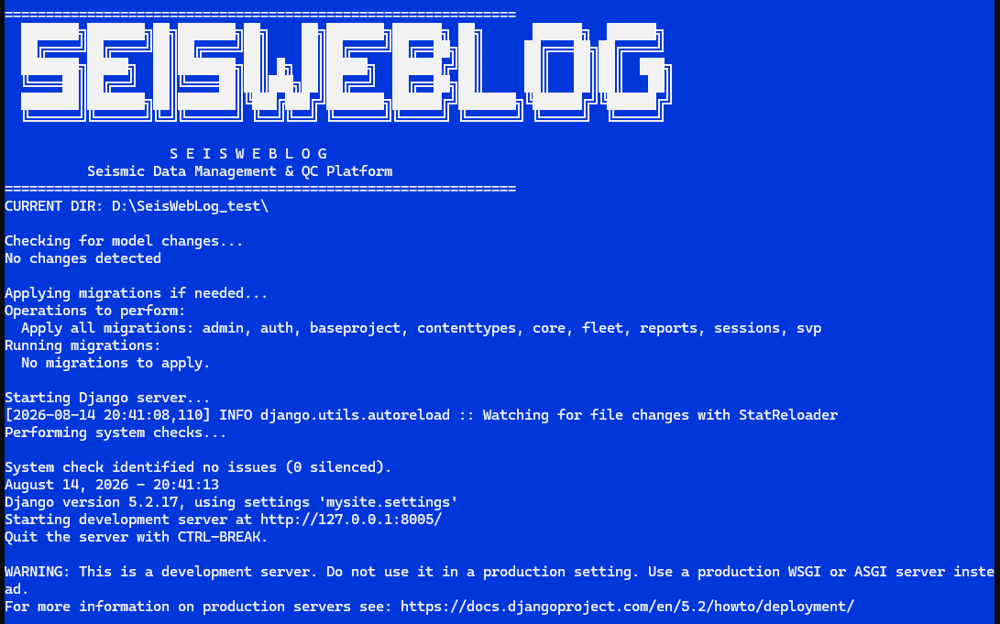 ==============================================================
SEISWEBLOG
S E I S W E B L O G
Seismic Data Management & QC Platform
==============================================================
CURRENT DIR: D:\SeisWebLog_test\
Checking for model changes...
No changes detected
Applying migrations if needed...
Operations to perform:
  Apply all migrations: admin, auth, baseproject, contenttypes, core, fleet, reports, sessions, svp
Running migrations:
  No migrations to apply.
Starting Django server...
[2026-08-14 20:41:08,110] INFO django.utils.autoreload :: Watching for file changes with StatReloader
Performing system checks...
System check identified no issues (0 silenced).
August 14, 2026 - 20:41:13
Django version 5.2.17, using settings 'mysite.settings'
Starting development server at http://127.0.0.1:8005/
Quit the server with CTRL-BREAK.
WARNING: This is a development server. Do not use it in a production setting. Use a production WSGI or ASGI server inste
ad.
For more information on production servers see: https://docs.djangoproject.com/en/5.2/howto/deployment/